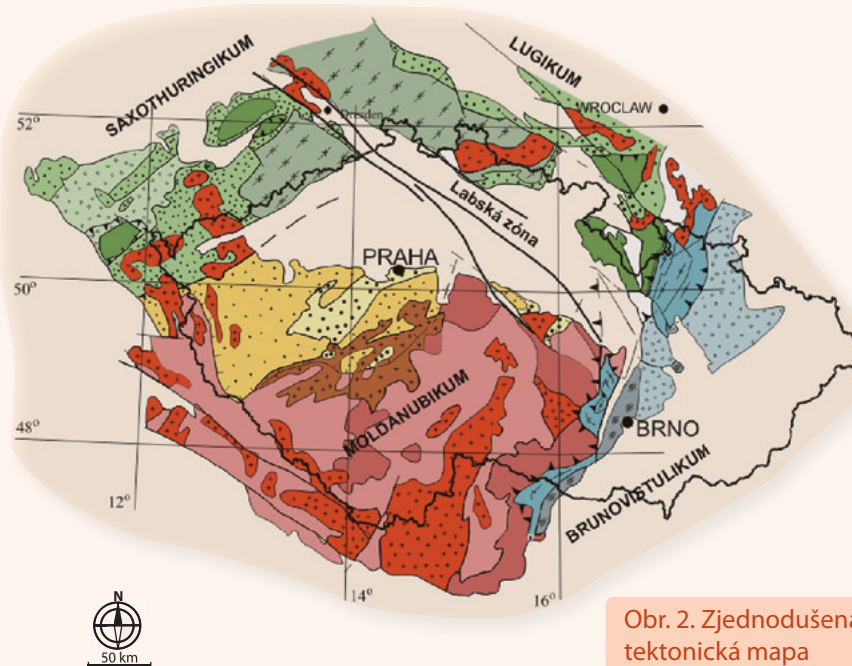 SAXOTHURINGIKUM
LUGIKUM
WROCLAW
Dresden
52°
Labská zóna
PRAHA
50°
MOLDANUBIKUM
48°
BRNO
BRUNOVISTULIKUM
12°
14°
16°
N
50 km
Obr. 2. Zjednodušená
tektonická mapa